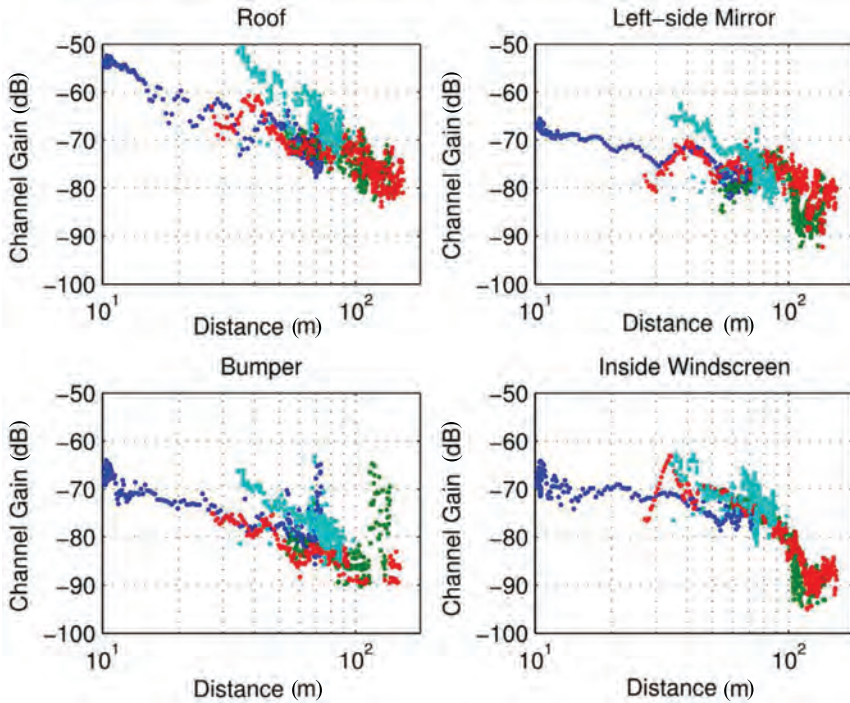 Roof
Channel Gain (dB)
−50
−60
−70
−80
−90
−100
10^1
10^2
Distance (m)
Left−side Mirror
Channel Gain (dB)
−50
−60
−70
−80
−90
−100
10^1
10^2
Distance (m)
Bumper
Channel Gain (dB)
−50
−60
−70
−80
−90
−100
10^1
10^2
Distance (m)
Inside Windscreen
Channel Gain (dB)
−50
−60
−70
−80
−90
−100
10^1
10^2
Distance (m)